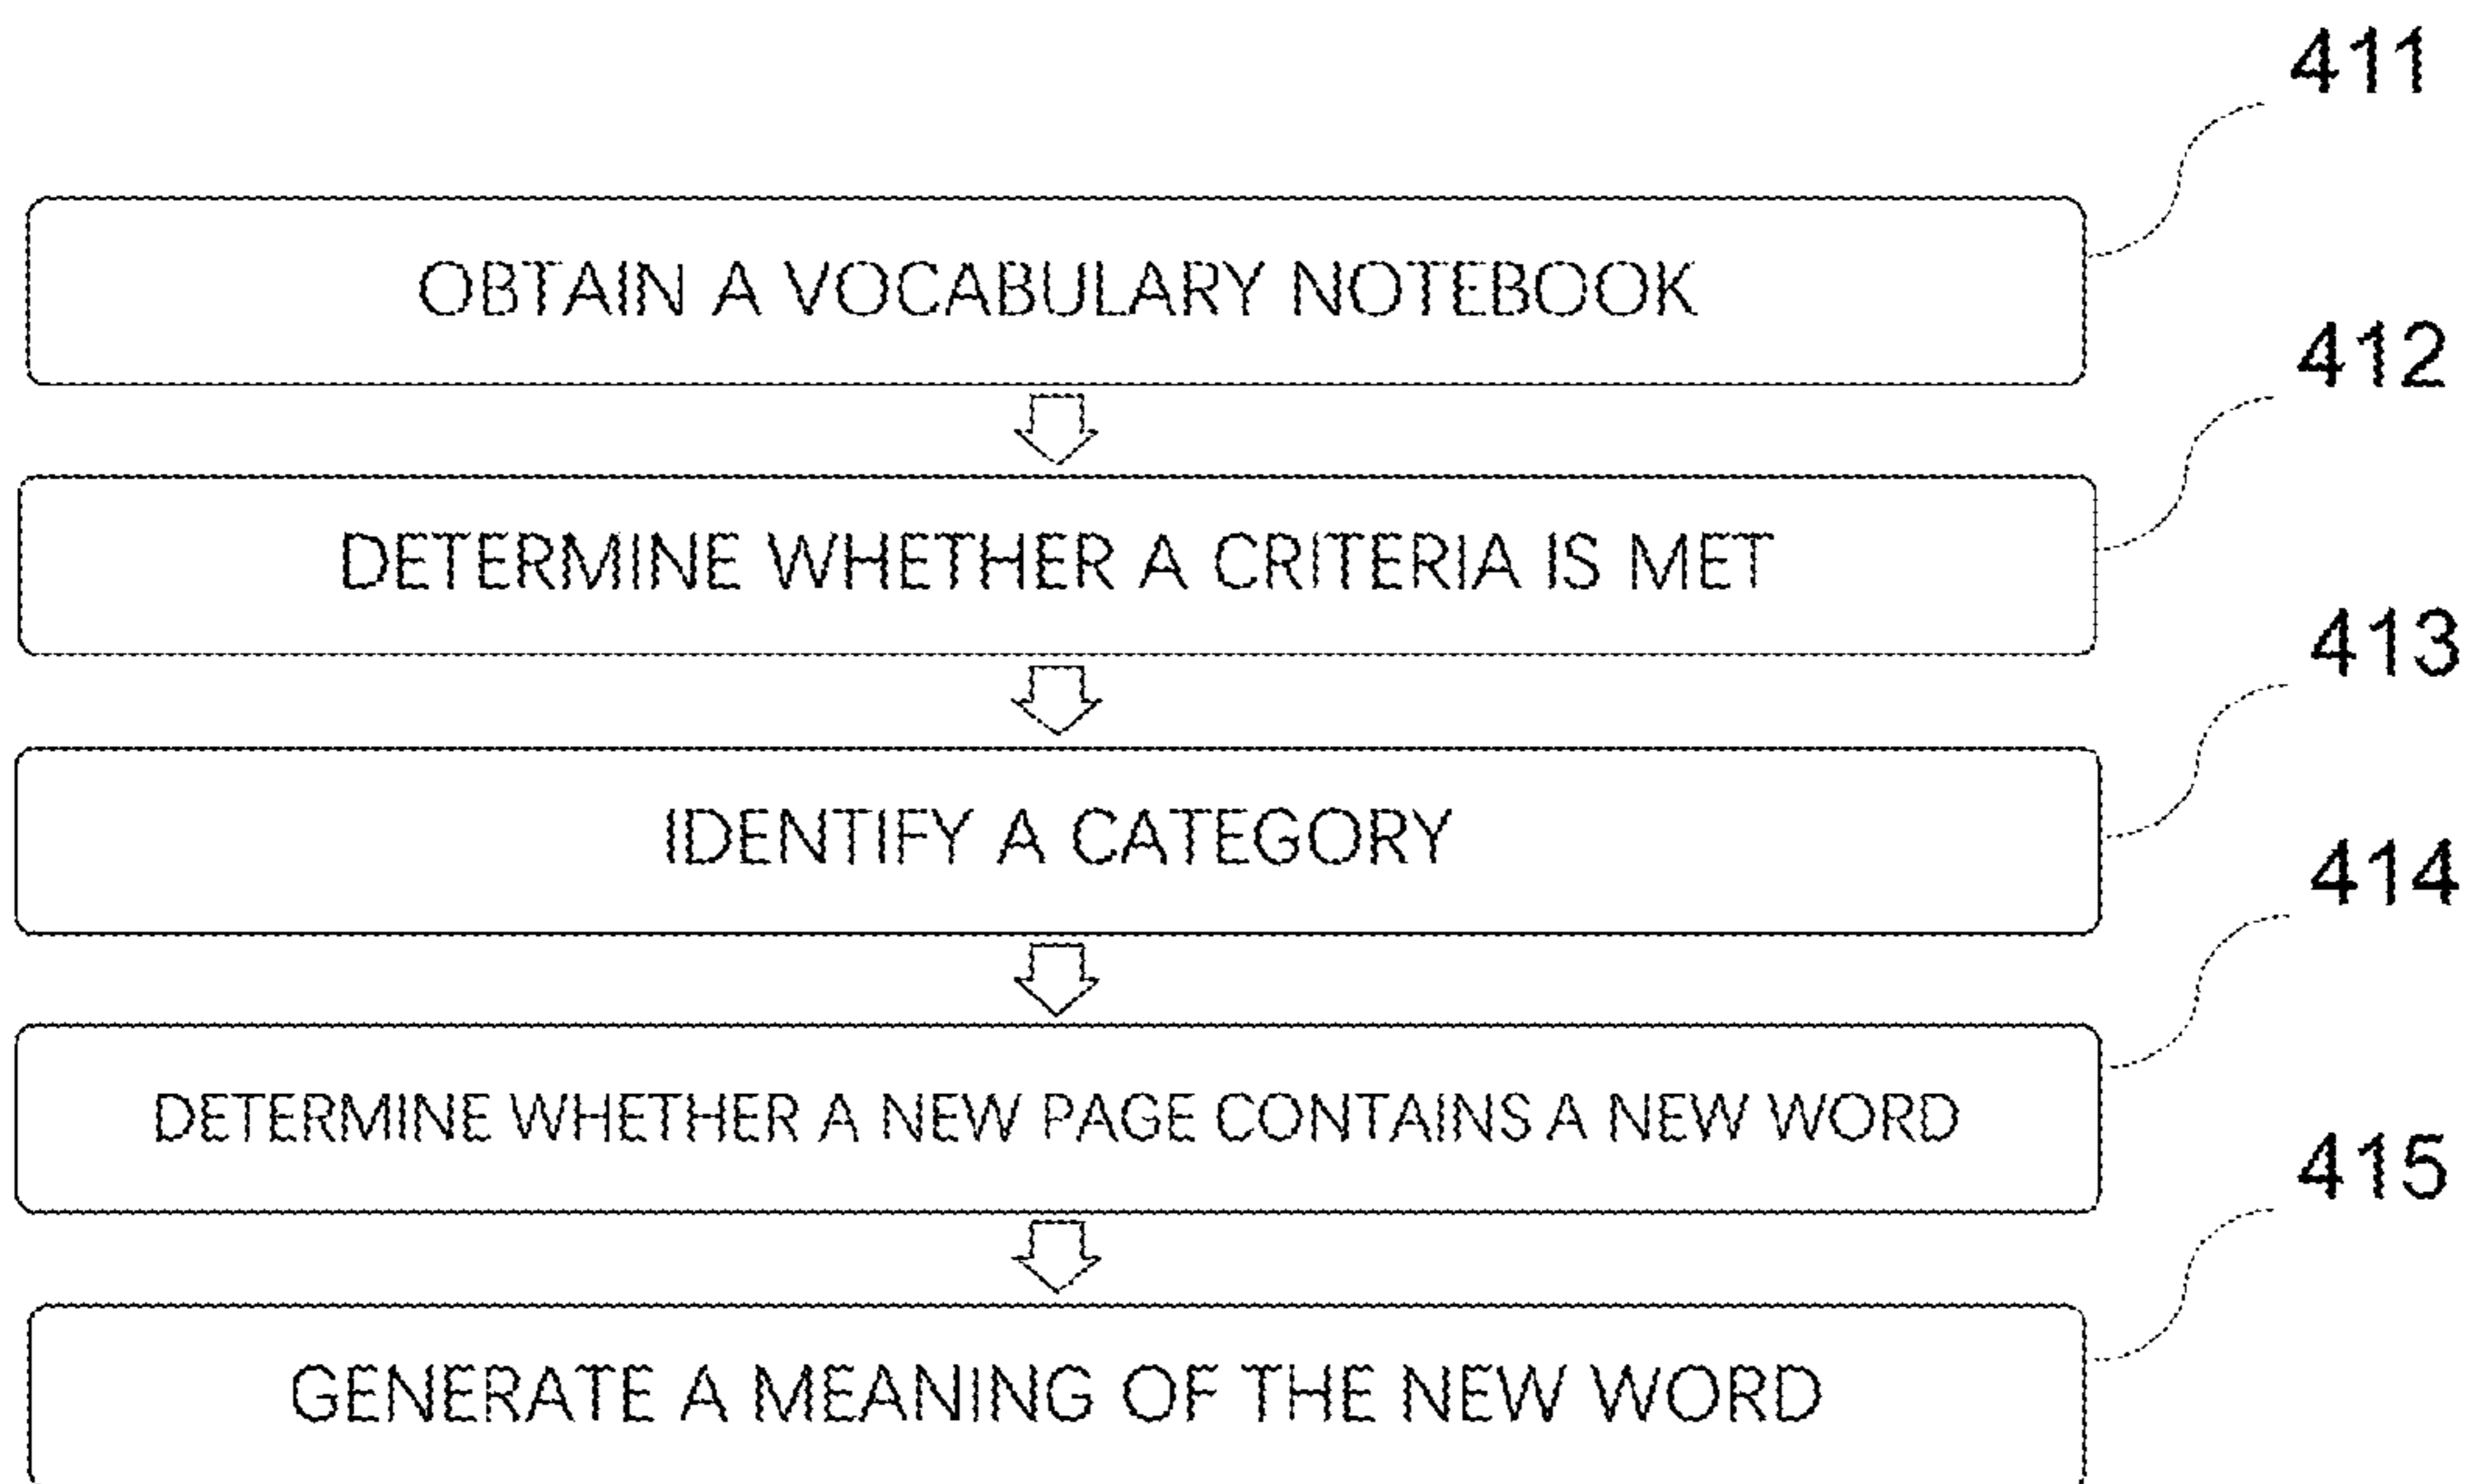 411
OBTAIN A VOCABULARY NOTEBOOK
412
DETERMINE WHETHER A CRITERIA IS MET
413
IDENTIFY A CATEGORY
414
DETERMINE WHETHER A NEW PAGE CONTAINS A NEW WORD
415
GENERATE A MEANING OF THE NEW WORD